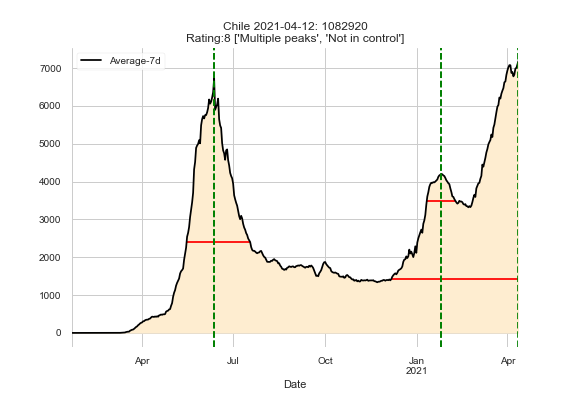 Chile 2021-04-12: 1082920
Rating:8 ['Multiple peaks', 'Not in control']
Average-7d
7000
6000
5000
4000
3000
2000
1000
0
Apr Jul Oct Jan Apr
2021
Date